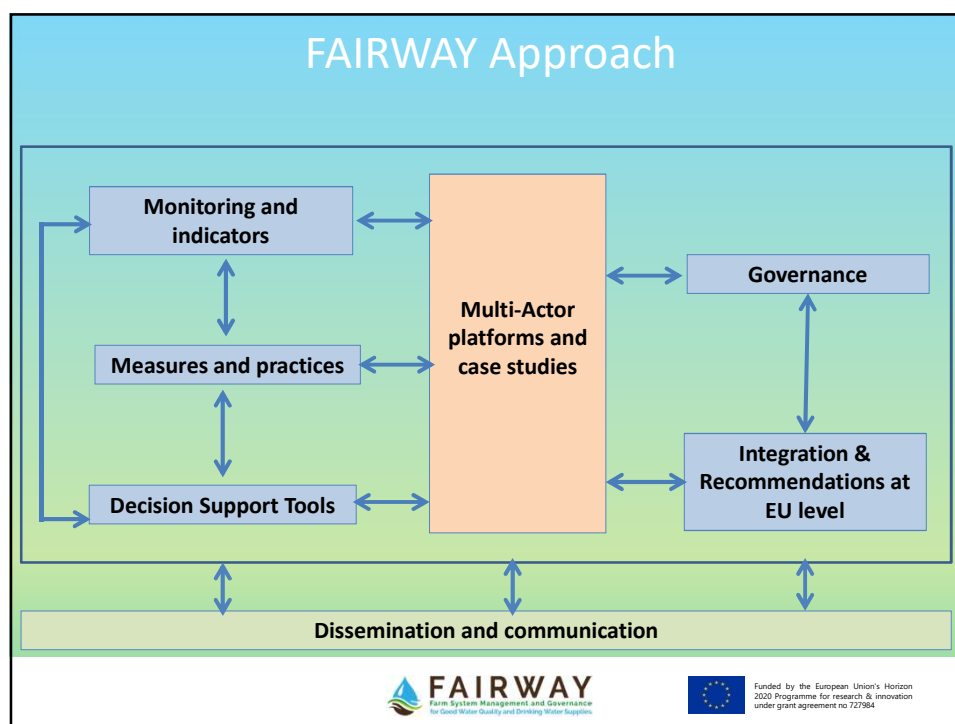 FAIRWAY Approach
Monitoring and
indicators
Measures and practices
Decision Support Tools
Multi-Actor
platforms and
case studies
Governance
Integration &
Recommendations at
EU level
Dissemination and communication
FAIRWAY
Farm System Management and Governance
for Good Water Quality and Drinking Water Supplies
Funded by the European Union's Horizon
2020 Programme for research & innovation
under grant agreement no 727984